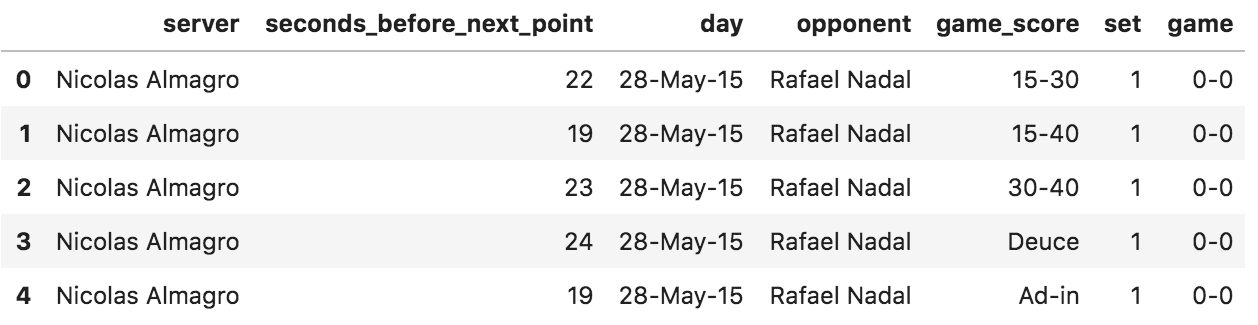 server seconds_before_next_point day opponent game_score set game
0 Nicolas Almagro 22 28-May-15 Rafael Nadal 15-30 1 0-0
1 Nicolas Almagro 19 28-May-15 Rafael Nadal 15-40 1 0-0
2 Nicolas Almagro 23 28-May-15 Rafael Nadal 30-40 1 0-0
3 Nicolas Almagro 24 28-May-15 Rafael Nadal Deuce 1 0-0
4 Nicolas Almagro 19 28-May-15 Rafael Nadal Ad-in 1 0-0